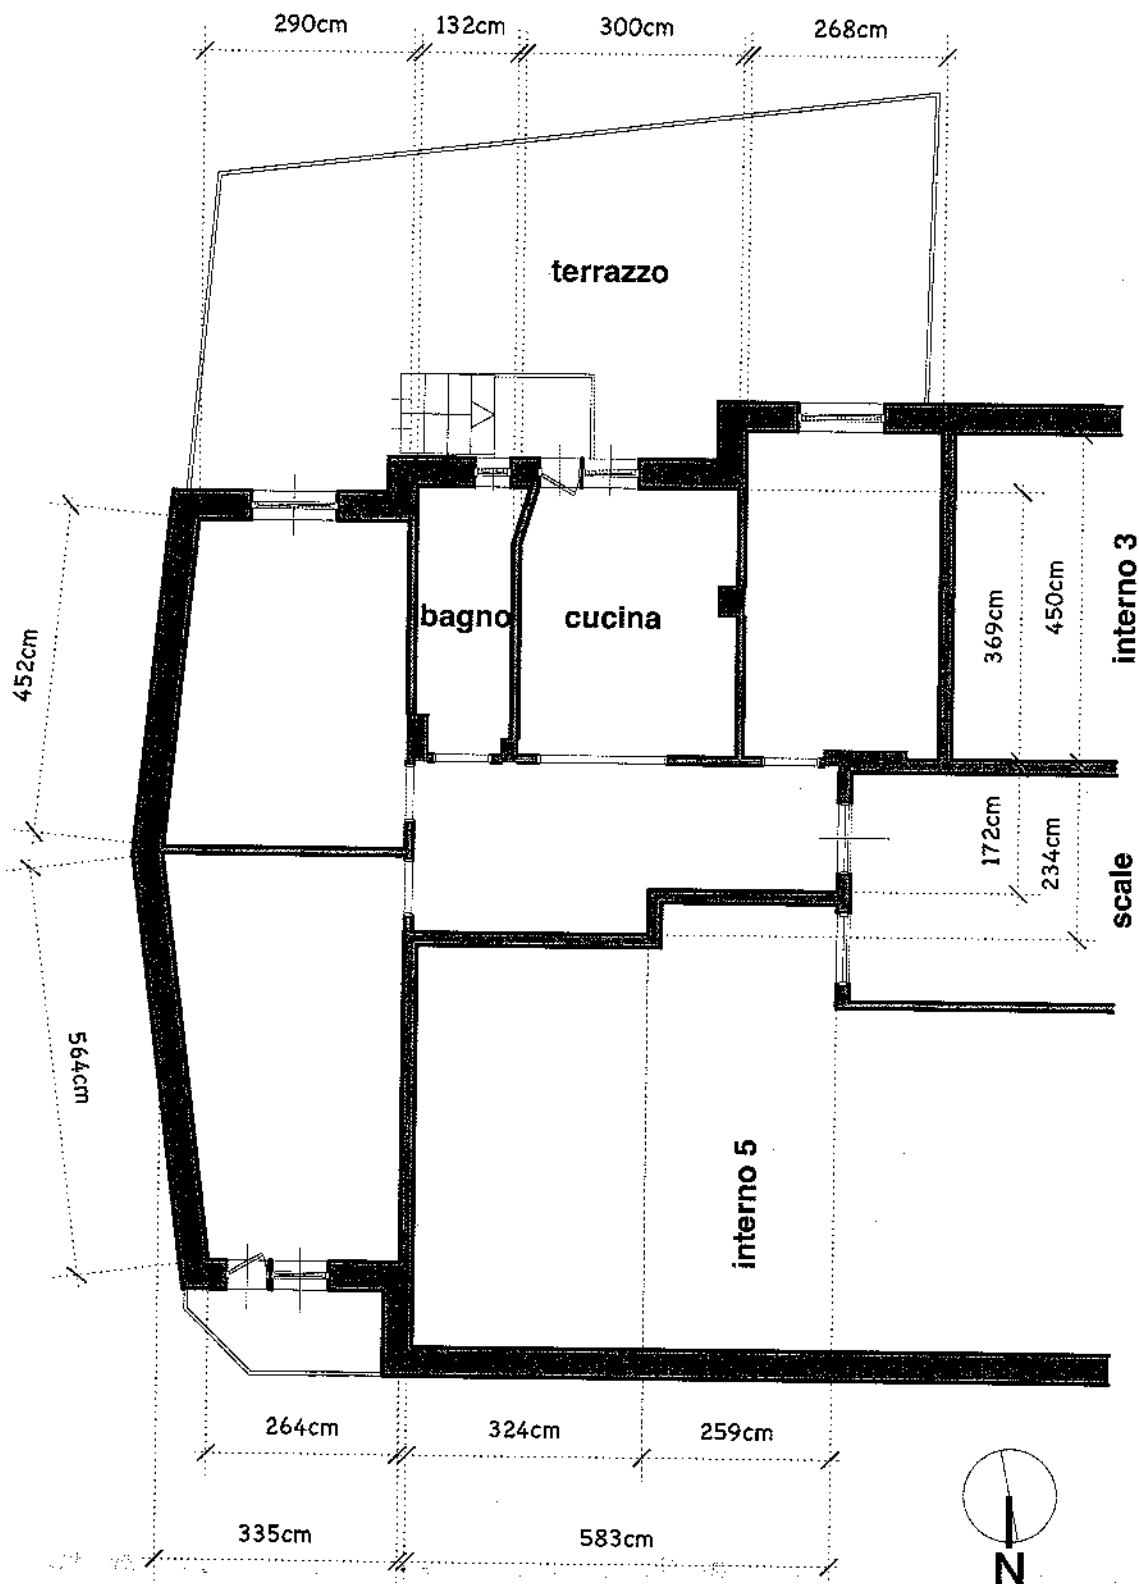 290cm 132cm 300cm 268cm
terrazzo
bagno cucina
452cm
369cm
450cm
interno 3
172cm
234cm
scale
564cm
interno 5
264cm 324cm 259cm
335cm 583cm
N